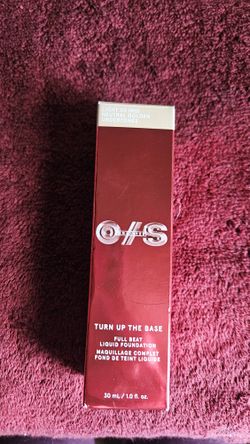 NEUTRAL GOLDEN
UNDERTONES
O/S
TURN UP THE BASE
FULL BEAT
LIQUID FOUNDATION
MAQUILLAGE COMPLET
FOND DE TEINT LIQUIDE
30 mL / 1.0 fl. oz.